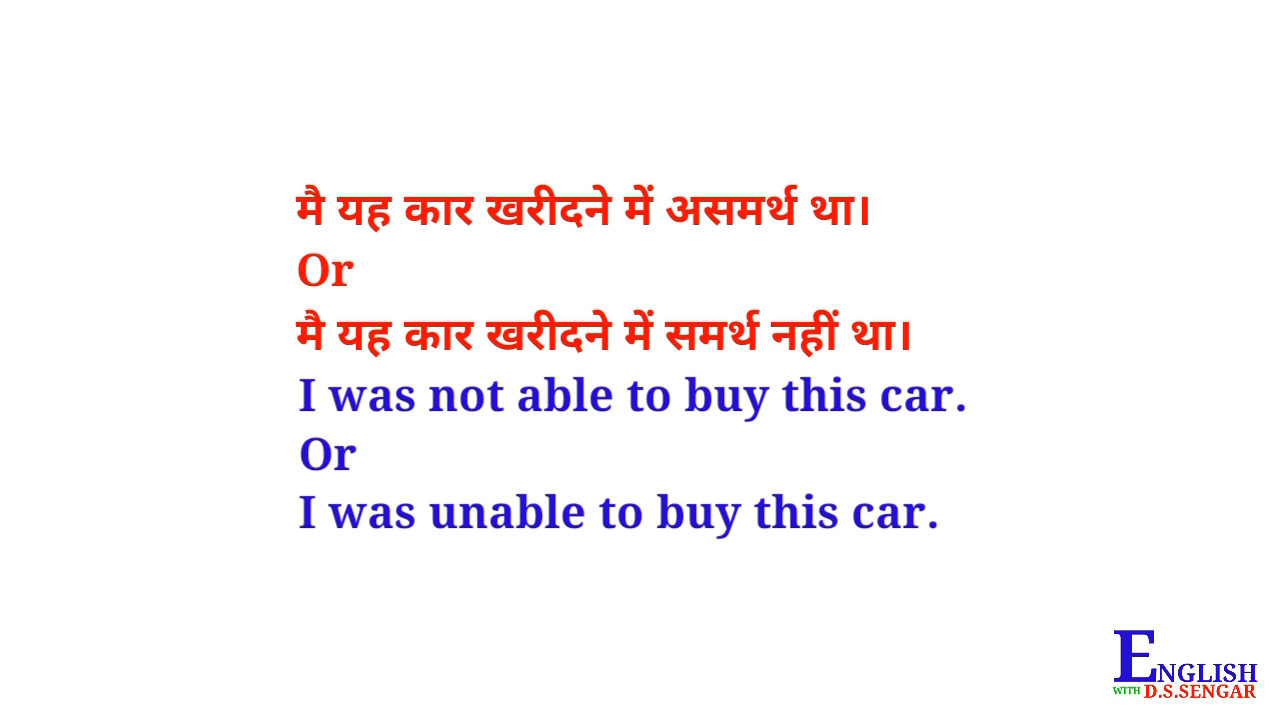 मै यह कार खरीदने में असमर्थ था।
Or
मै यह कार खरीदने में समर्थ नहीं था।
I was not able to buy this car.
Or
I was unable to buy this car.
ENGLISH
WITH D.S.SENGAR